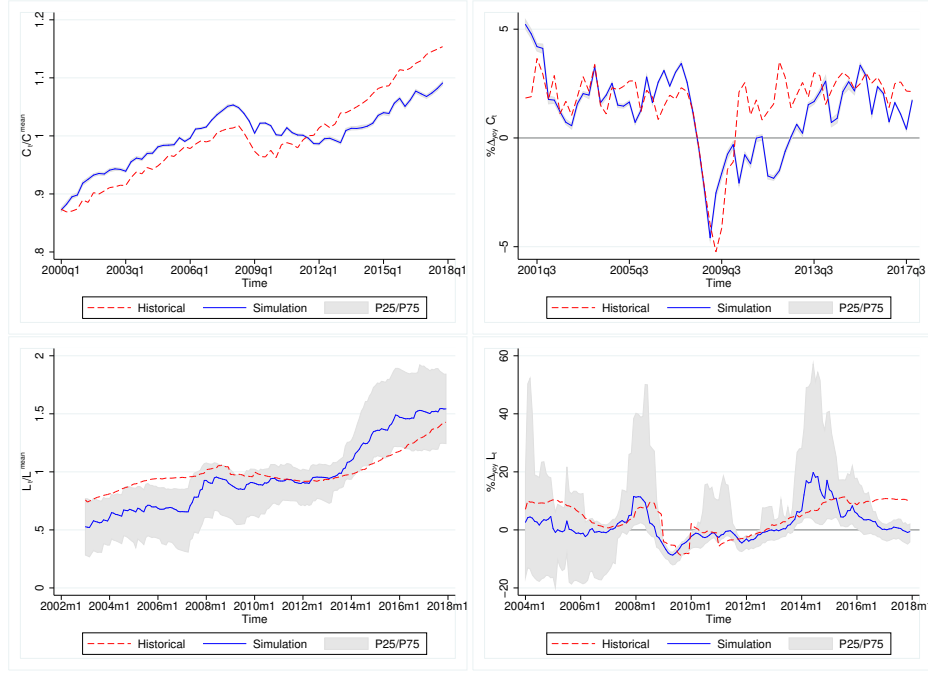 C_t/C^mean
.8 .9 1 1.1 1.2
2000q1 2003q1 2006q1 2009q1 2012q1 2015q1 2018q1
Time
Historical Simulation P25/P75
%Δ_yoy C_t
-5 0 5
2001q3 2005q3 2009q3 2013q3 2017q3
Time
Historical Simulation P25/P75
L_t/L^mean
0 .5 1 1.5 2
2002m1 2004m1 2006m1 2008m1 2010m1 2012m1 2014m1 2016m1 2018m1
Time
Historical Simulation P25/P75
%Δ_yoy L_t
-20 0 20 40 60
2004m1 2006m1 2008m1 2010m1 2012m1 2014m1 2016m1 2018m1
Time
Historical Simulation P25/P75